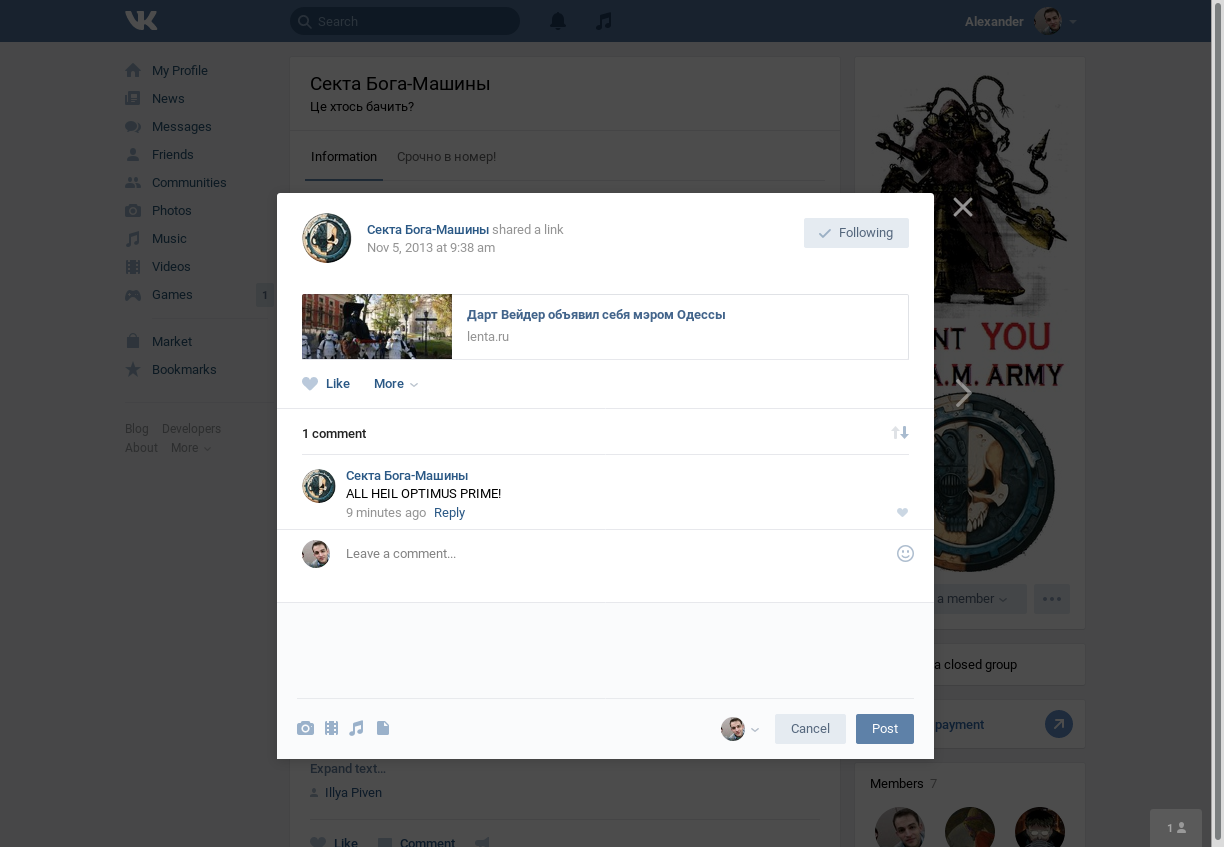 Search
Alexander
My Profile
News
Messages
Friends
Communities
Photos
Music
Videos
Games
1
Market
Bookmarks
Blog Developers
About More
Секта Бога-Машины
Це хтось бачить?
Information Срочно в номер!
Секта Бога-Машины shared a link
Nov 5, 2013 at 9:38 am
Following
Дарт Вейдер объявил себя мэром Одессы
lenta.ru
Like More
1 comment
Секта Бога-Машины
ALL HEIL OPTIMUS PRIME!
9 minutes ago Reply
Leave a comment...
Cancel Post
Expand text...
Illya Piven
Like Comment
NT YOU
A.M. ARMY
a member
a closed group
payment
Members 7
1